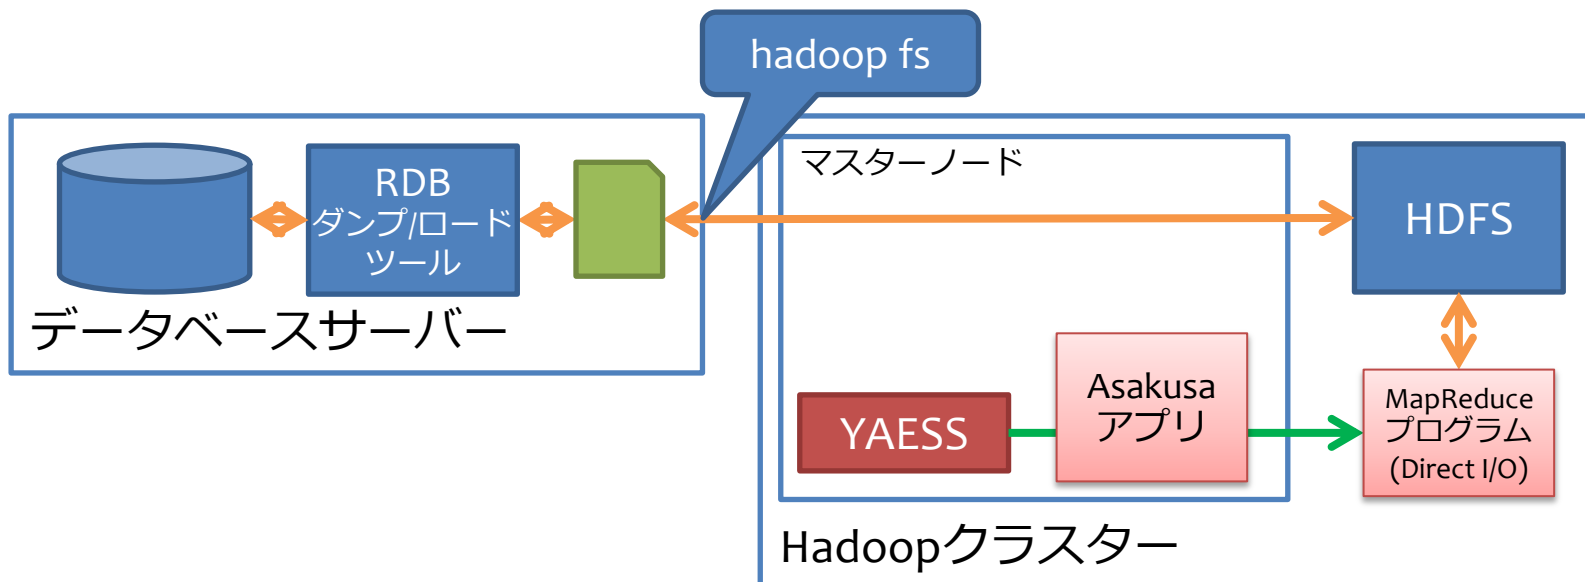 hadoop fs
RDB
ダンプ/ロード
ツール
データベースサーバー
マスターノード
HDFS
YAESS
Asakusa
アプリ
MapReduce
プログラム
(Direct I/O)
Hadoopクラスター